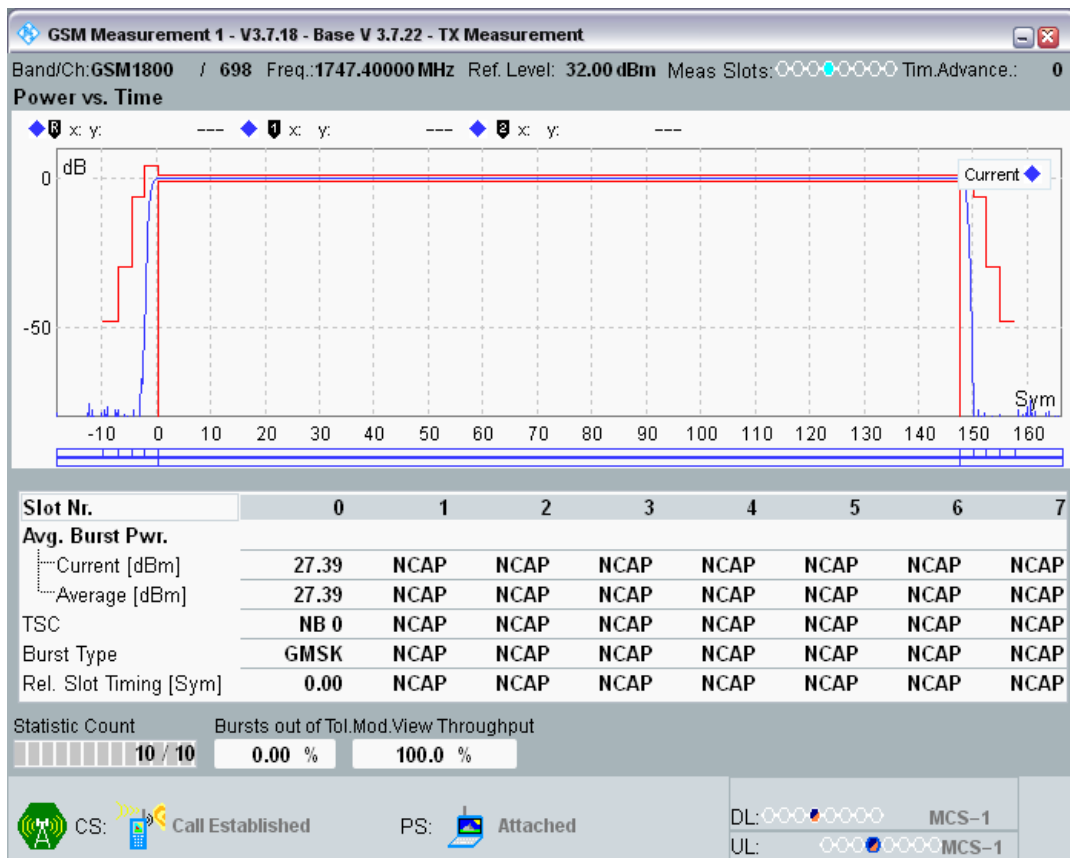 GSM Measurement 1 - V3.7.18 - Base V 3.7.22 - TX Measurement
Band/Ch:GSM1800 / 698 Freq.:1747.40000 MHz Ref. Level: 32.00 dBm Meas Slots: Tim.Advance.: 0
Power vs. Time
R x: y: --- 1 x: y: --- 2 x: y: ---
dB
Current
0
-50
Sym
-10 0 10 20 30 40 50 60 70 80 90 100 110 120 130 140 150 160
Slot Nr. 0 1 2 3 4 5 6 7
Avg. Burst Pwr.
Current [dBm] 27.39 NCAP NCAP NCAP NCAP NCAP NCAP NCAP
Average [dBm] 27.39 NCAP NCAP NCAP NCAP NCAP NCAP NCAP
TSC NB 0 NCAP NCAP NCAP NCAP NCAP NCAP NCAP
Burst Type GMSK NCAP NCAP NCAP NCAP NCAP NCAP NCAP
Rel. Slot Timing [Sym] 0.00 NCAP NCAP NCAP NCAP NCAP NCAP NCAP
Statistic Count Bursts out of Tol. Mod.View Throughput
10 / 10 0.00 % 100.0 %
CS: Call Established PS: Attached
DL: MCS-1
UL: MCS-1